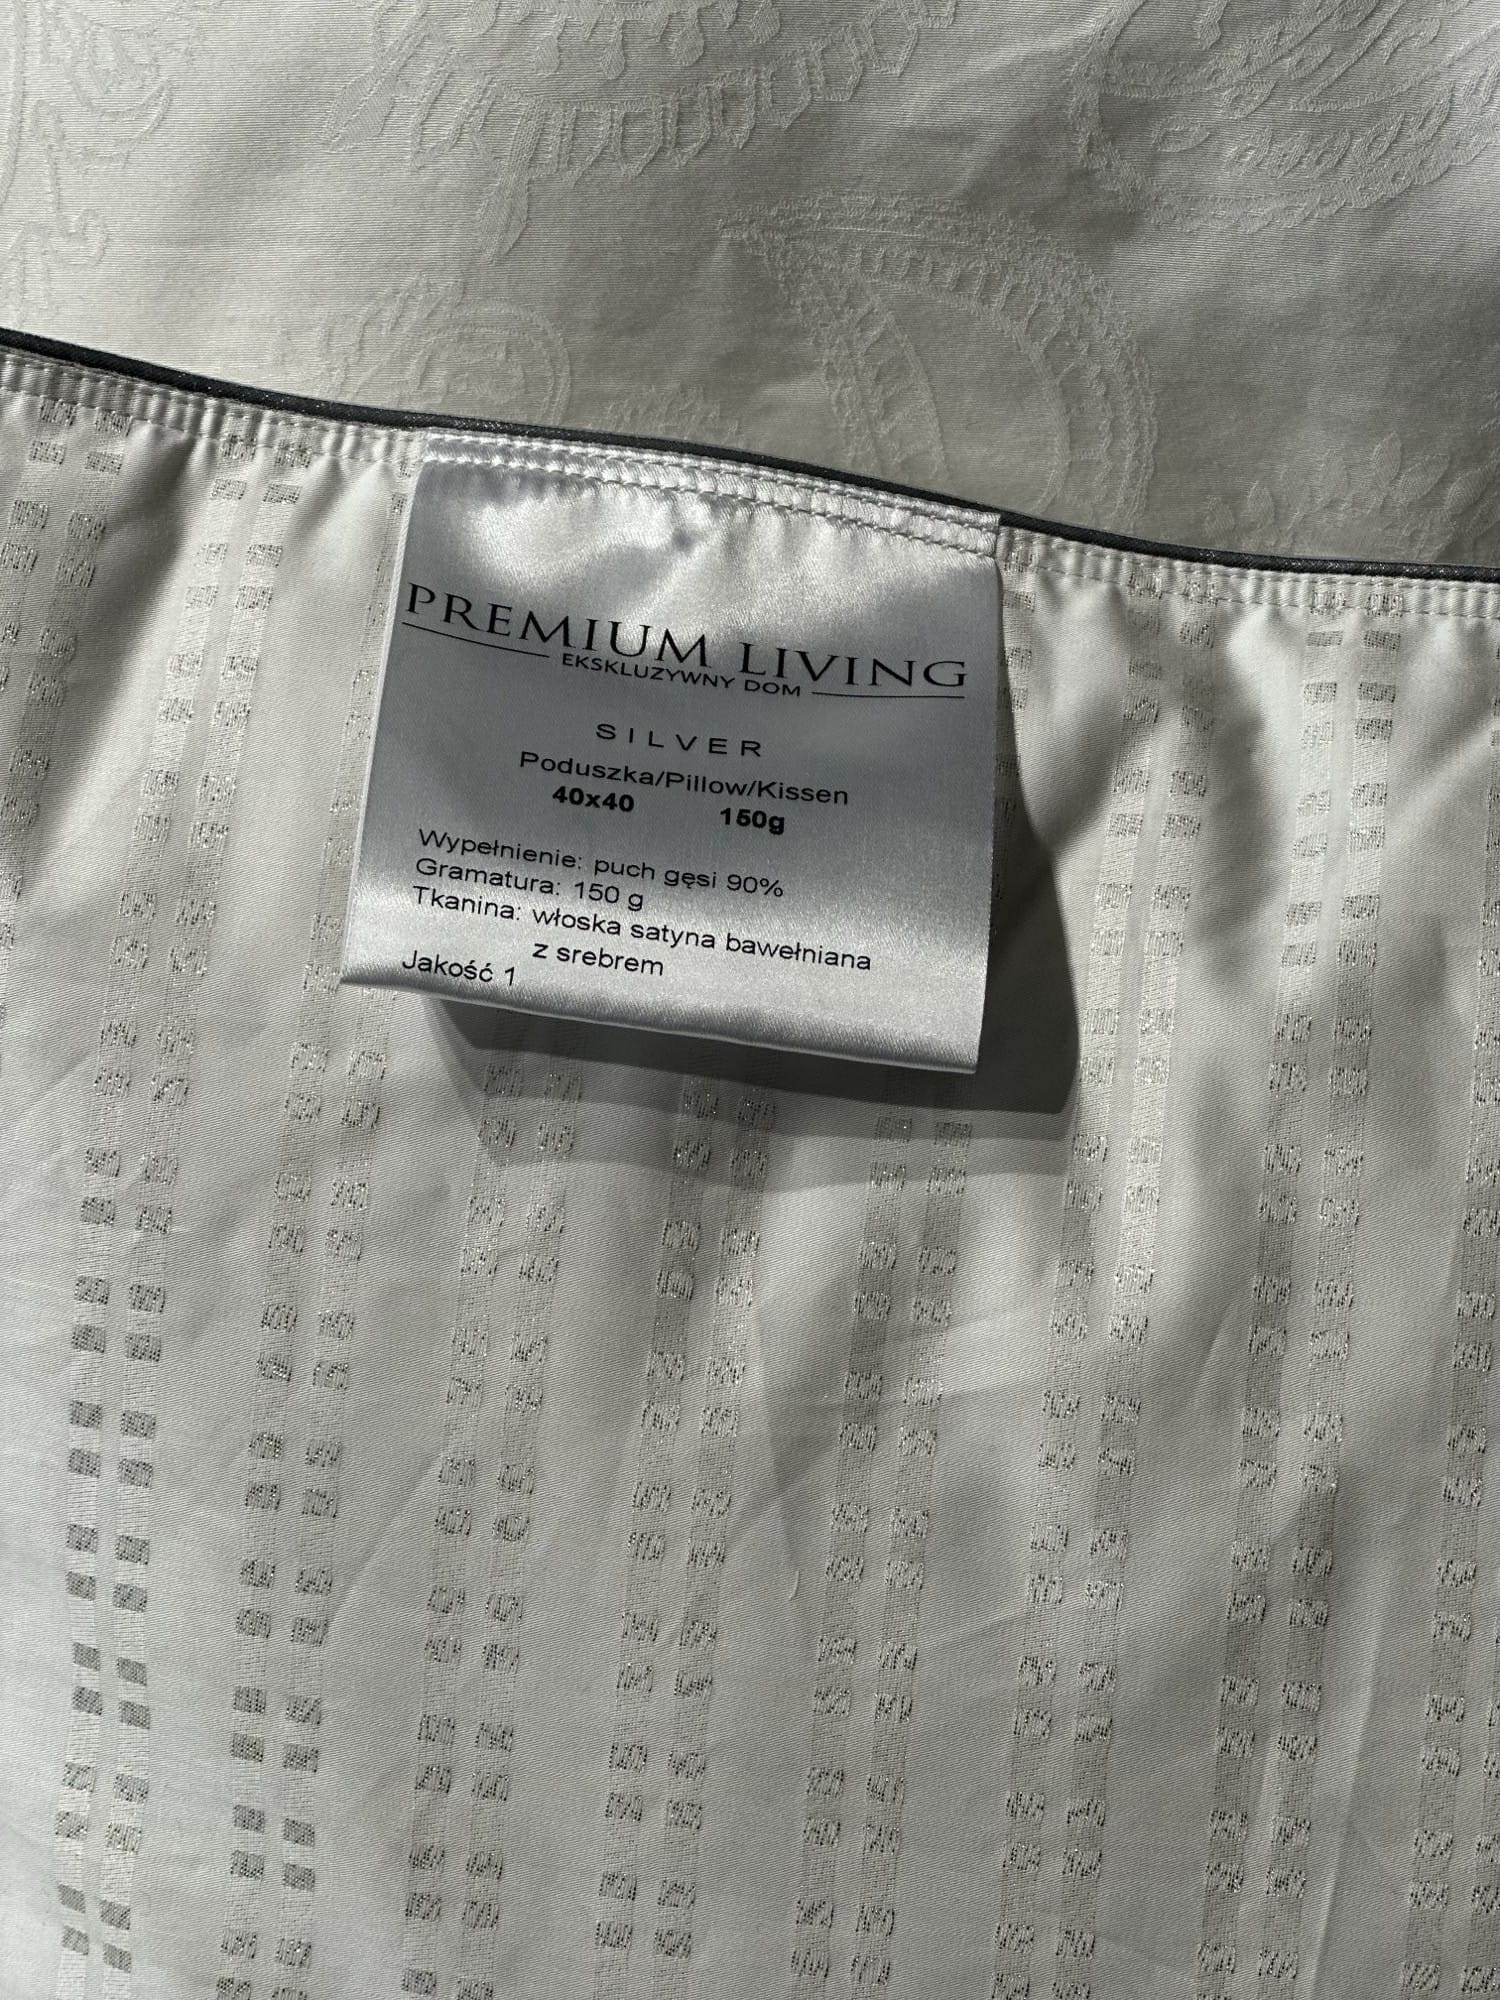 PREMIUM LIVING
EKSKLUZYWNY DOM
SILVER
Poduszka/Pillow/Kissen
40x40 150g
Wypełnienie: puch gęsi 90%
Gramatura: 150 g
Tkanina: włoska satyna bawełniana
z srebrem
Jakość 1